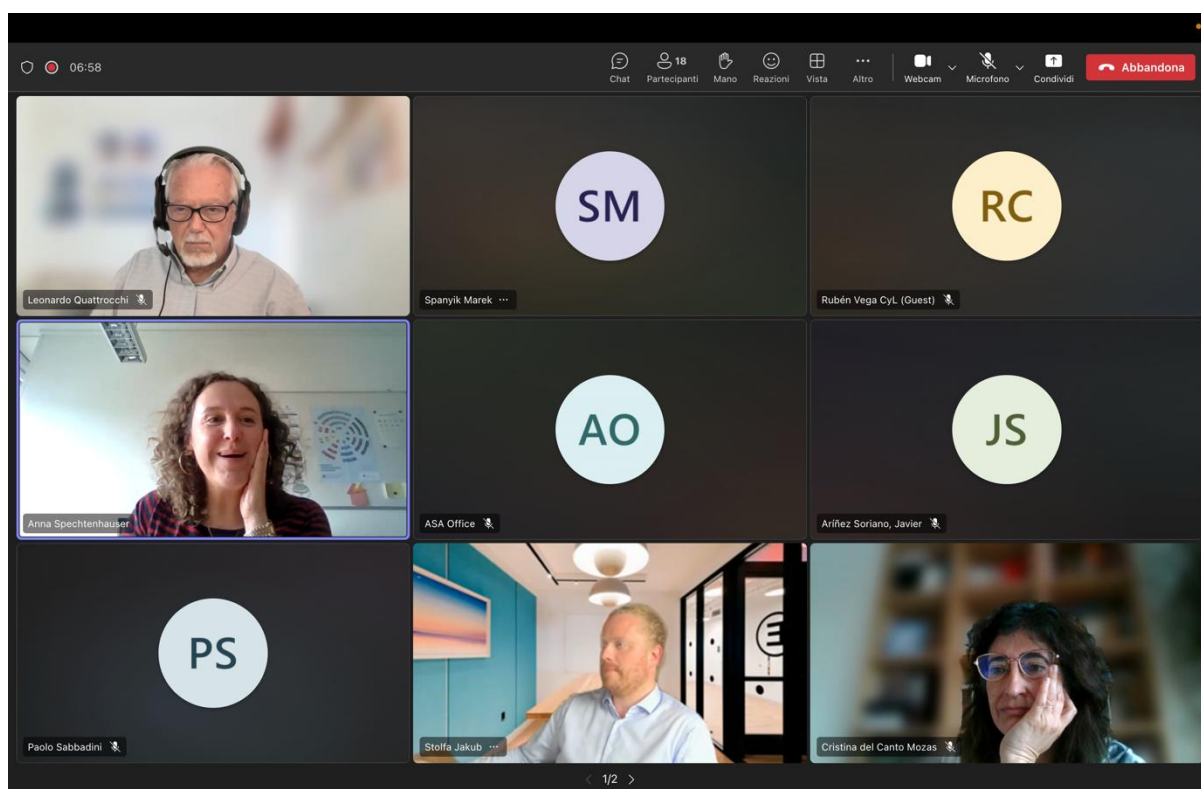 06:58
18
Chat Partecipanti Mano Reazioni Vista Altro Webcam Microfono Condividi Abbandona
SM
RC
Leonardo Quattrocchi
Spanyik Marek ...
Rubén Vega CyL (Guest)
AO
JS
Anna Spechtenhauser
ASA Office
Aríñez Soriano, Javier
PS
Paolo Sabbadini
Stolfa Jakub ...
Cristina del Canto Mozas
< 1/2 >